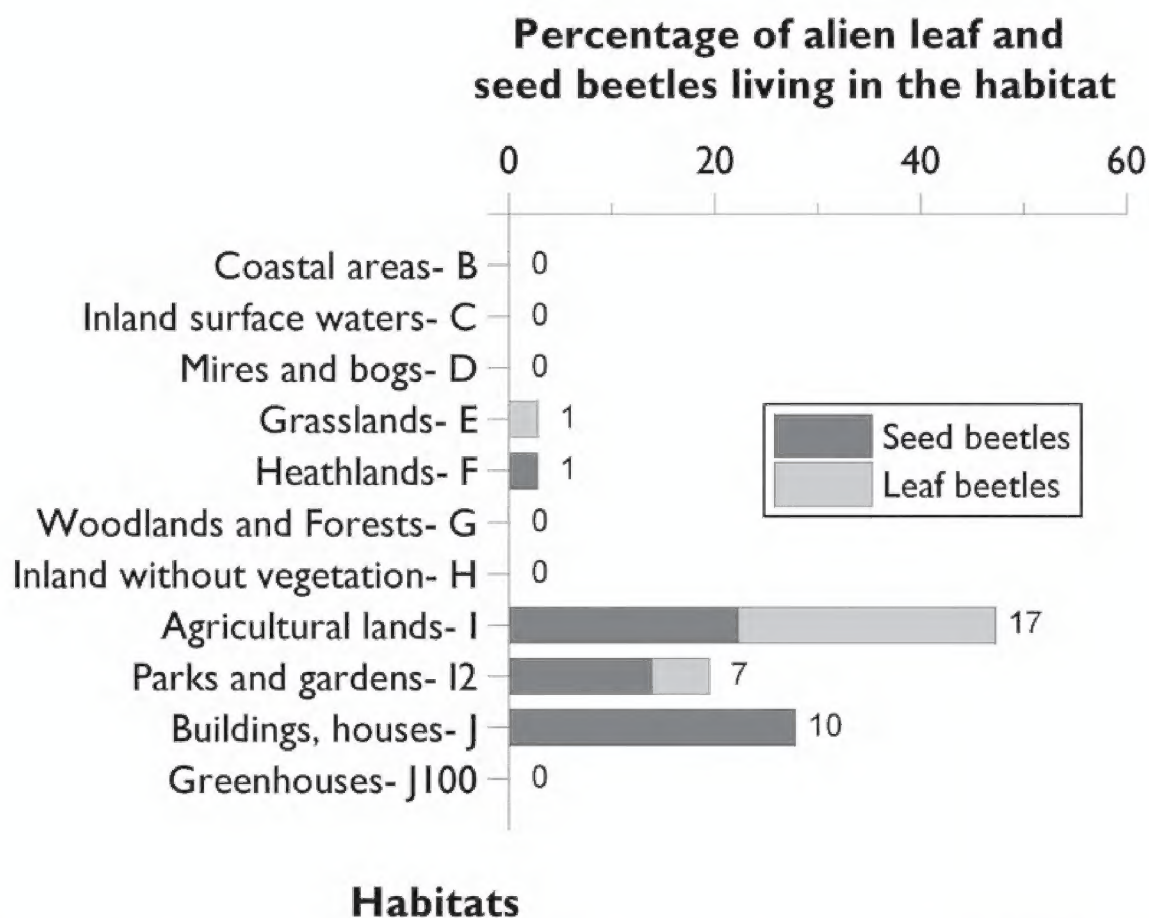 Percentage of alien leaf and
seed beetles living in the habitat
0 20 40 60
Coastal areas- B 0
Inland surface waters- C 0
Mires and bogs- D 0
Grasslands- E 1
Heathlands- F 1
Woodlands and Forests- G 0
Inland without vegetation- H 0
Agricultural lands- I 17
Parks and gardens- I2 7
Buildings, houses- J 10
Greenhouses- J100 0
Seed beetles
Leaf beetles
Habitats